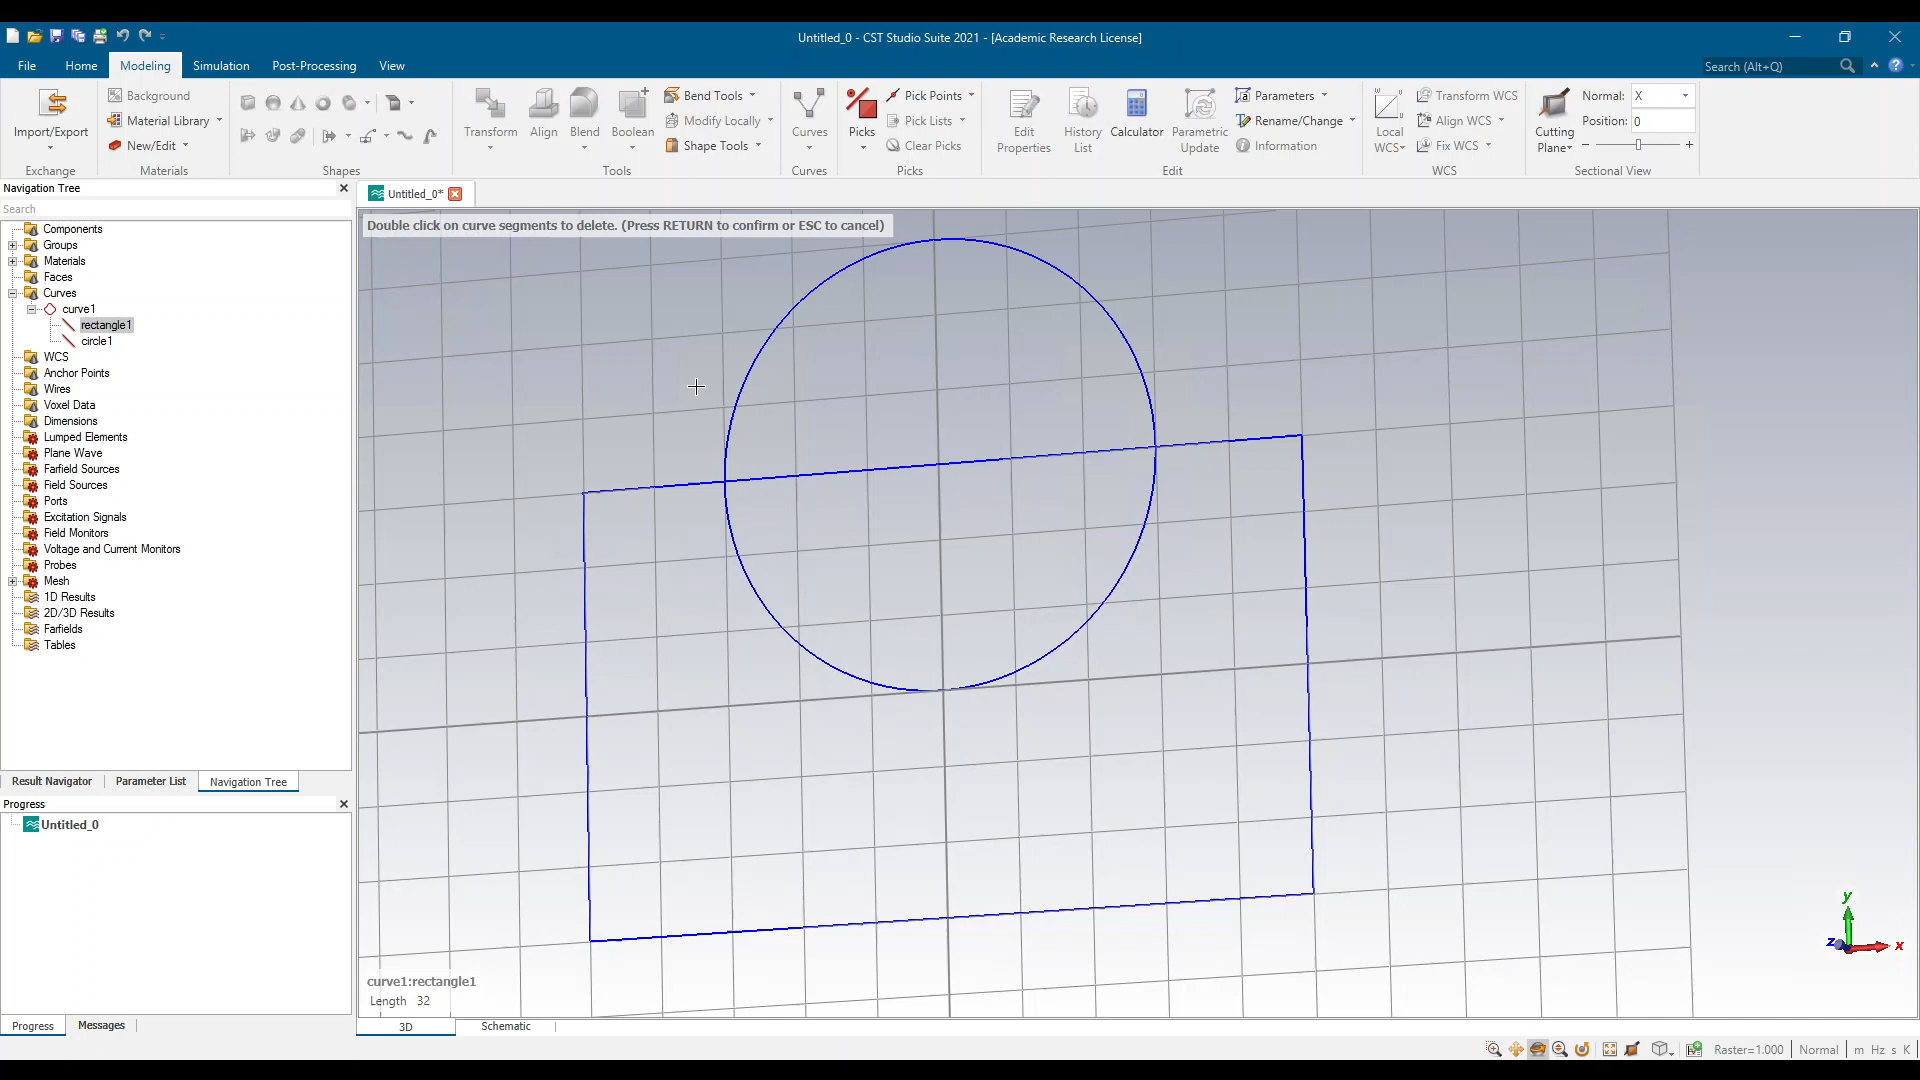 Untitled_0 - CST Studio Suite 2021 - [Academic Research License]
File Home Modeling Simulation Post-Processing View Search (Alt+Q)
Import/Export
Exchange
Background
Material Library
New/Edit
Materials
Shapes
Transform Align Blend Boolean
Bend Tools
Modify Locally
Shape Tools
Tools
Curves
Curves
Picks
Pick Points
Pick Lists
Clear Picks
Picks
Edit Properties
History List
Calculator
Parametric Update
Parameters
Rename/Change
Information
Edit
Local WCS
Transform WCS
Align WCS
Fix WCS
WCS
Cutting Plane
Normal: X
Position: 0
Sectional View
Navigation Tree
Search
Components
Groups
Materials
Faces
Curves
curve1
rectangle1
circle1
WCS
Anchor Points
Wires
Voxel Data
Dimensions
Lumped Elements
Plane Wave
Farfield Sources
Field Sources
Ports
Excitation Signals
Field Monitors
Voltage and Current Monitors
Probes
Mesh
1D Results
2D/3D Results
Farfields
Tables
Result Navigator Parameter List Navigation Tree
Progress
Untitled_0
Progress Messages
Untitled_0*
Double click on curve segments to delete. (Press RETURN to confirm or ESC to cancel)
curve1:rectangle1
Length 32
y
z x
3D Schematic
Raster=1.000 Normal m Hz s K